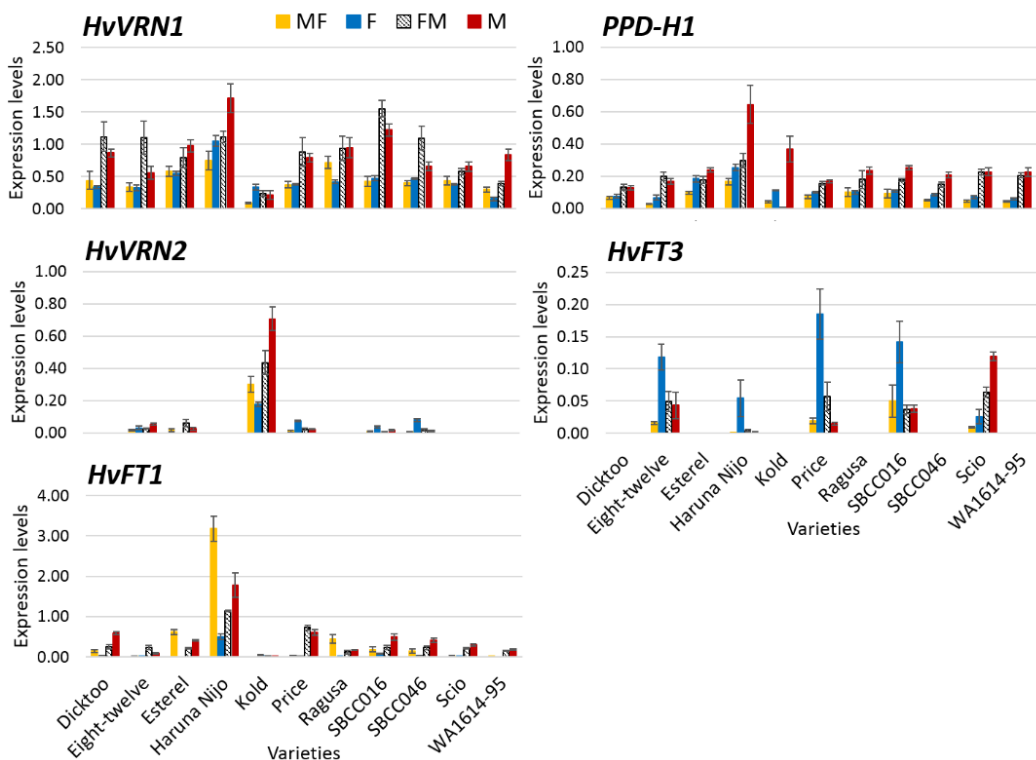 HvVRN1
MF F FM M
Expression levels
2.50
2.00
1.50
1.00
0.50
0.00
PPD-H1
Expression levels
1.00
0.80
0.60
0.40
0.20
0.00
HvVRN2
Expression levels
1.00
0.80
0.60
0.40
0.20
0.00
HvFT3
Expression levels
0.25
0.20
0.15
0.10
0.05
0.00
Dicktoo
Eight-twelve
Esterel
Haruna Nijo
Kold
Price
Ragusa
SBCC016
SBCC046
Scio
WA1614-95
Varieties
HvFT1
Expression levels
4.00
3.00
2.00
1.00
0.00
Dicktoo
Eight-twelve
Esterel
Haruna Nijo
Kold
Price
Ragusa
SBCC016
SBCC046
Scio
WA1614-95
Varieties